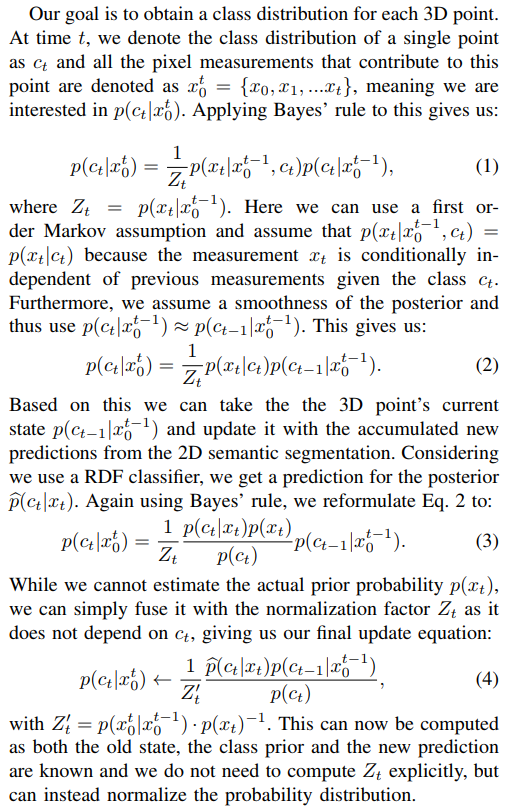 Our goal is to obtain a class distribution for each 3D point.
At time t, we denote the class distribution of a single point
as c_t and all the pixel measurements that contribute to this
point are denoted as x_0^t = {x_0, x_1, ...x_t}, meaning we are
interested in p(c_t|x_0^t). Applying Bayes' rule to this gives us:
p(c_t|x_0^t) = \frac{1}{Z_t} p(x_t|x_0^{t-1}, c_t)p(c_t|x_0^{t-1}), (1)
where Z_t = p(x_t|x_0^{t-1}). Here we can use a first or-
der Markov assumption and assume that p(x_t|x_0^{t-1}, c_t) =
p(x_t|c_t) because the measurement x_t is conditionally in-
dependent of previous measurements given the class c_t.
Furthermore, we assume a smoothness of the posterior and
thus use p(c_t|x_0^{t-1}) ≈ p(c_{t-1}|x_0^{t-1}). This gives us:
p(c_t|x_0^t) = \frac{1}{Z_t} p(x_t|c_t)p(c_{t-1}|x_0^{t-1}). (2)
Based on this we can take the the 3D point's current
state p(c_{t-1}|x_0^{t-1}) and update it with the accumulated new
predictions from the 2D semantic segmentation. Considering
we use a RDF classifier, we get a prediction for the posterior
\hat{p}(c_t|x_t). Again using Bayes' rule, we reformulate Eq. 2 to:
p(c_t|x_0^t) = \frac{1}{Z_t} \frac{p(c_t|x_t)p(x_t)}{p(c_t)} p(c_{t-1}|x_0^{t-1}). (3)
While we cannot estimate the actual prior probability p(x_t),
we can simply fuse it with the normalization factor Z_t as it
does not depend on c_t, giving us our final update equation:
p(c_t|x_0^t) ← \frac{1}{Z'_t} \frac{\hat{p}(c_t|x_t)p(c_{t-1}|x_0^{t-1})}{p(c_t)}, (4)
with Z'_t = p(x_0^t|x_0^{t-1}) · p(x_t)^{-1}. This can now be computed
as both the old state, the class prior and the new prediction
are known and we do not need to compute Z_t explicitly, but
can instead normalize the probability distribution.